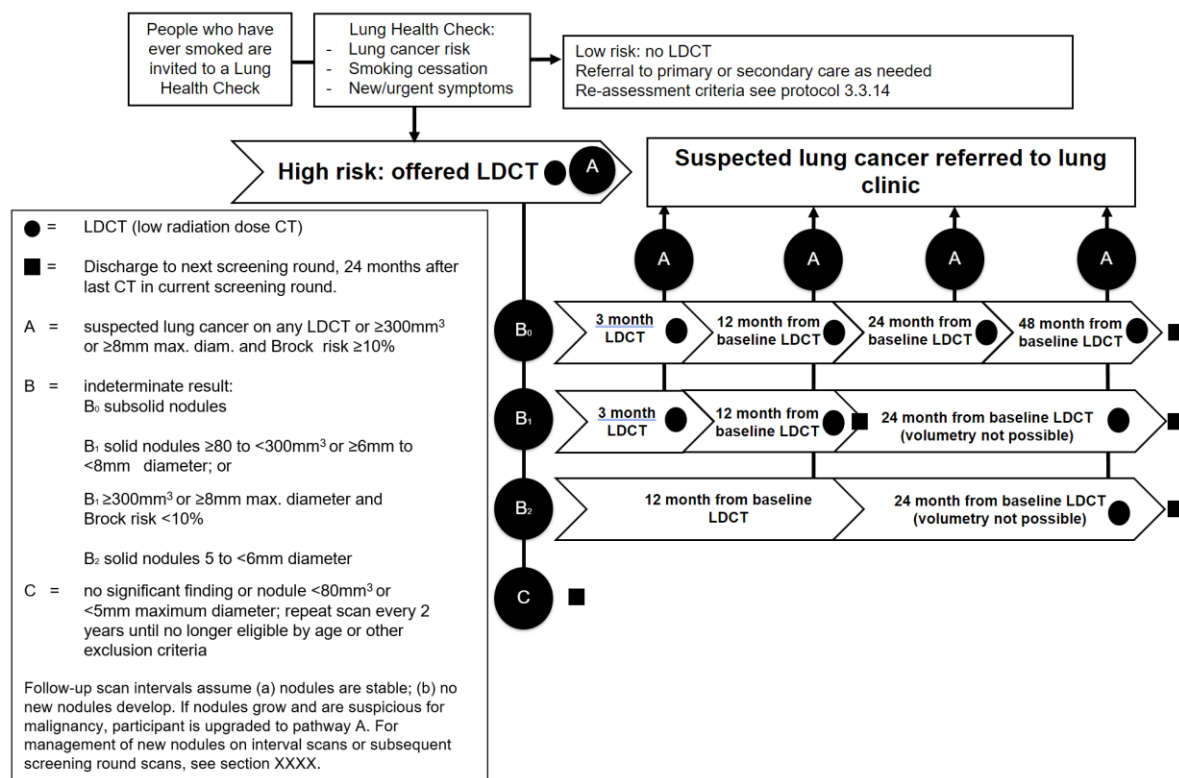 People who have
ever smoked are
invited to a Lung
Health Check
Lung Health Check:
- Lung cancer risk
- Smoking cessation
- New/urgent symptoms
Low risk: no LDCT
Referral to primary or secondary care as needed
Re-assessment criteria see protocol 3.3.14
High risk: offered LDCT
A
Suspected lung cancer referred to lung
clinic
= LDCT (low radiation dose CT)
= Discharge to next screening round, 24 months after
last CT in current screening round.
A = suspected lung cancer on any LDCT or ≥300mm³
or ≥8mm max. diam. and Brock risk ≥10%
B = indeterminate result:
B₀ subsolid nodules
B₁ solid nodules ≥80 to <300mm³ or ≥6mm to
<8mm diameter; or
B₁ ≥300mm³ or ≥8mm max. diameter and
Brock risk <10%
B₂ solid nodules 5 to <6mm diameter
C = no significant finding or nodule <80mm³ or
<5mm maximum diameter; repeat scan every 2
years until no longer eligible by age or other
exclusion criteria
Follow-up scan intervals assume (a) nodules are stable; (b) no
new nodules develop. If nodules grow and are suspicious for
malignancy, participant is upgraded to pathway A. For
management of new nodules on interval scans or subsequent
screening round scans, see section XXXX.
A
A
A
A
B₀
3 month
LDCT
12 month from
baseline LDCT
24 month from
baseline LDCT
48 month from
baseline LDCT
B₁
3 month
LDCT
12 month from
baseline LDCT
24 month from baseline LDCT
(volumetry not possible)
B₂
12 month from baseline
LDCT
24 month from baseline LDCT
(volumetry not possible)
C